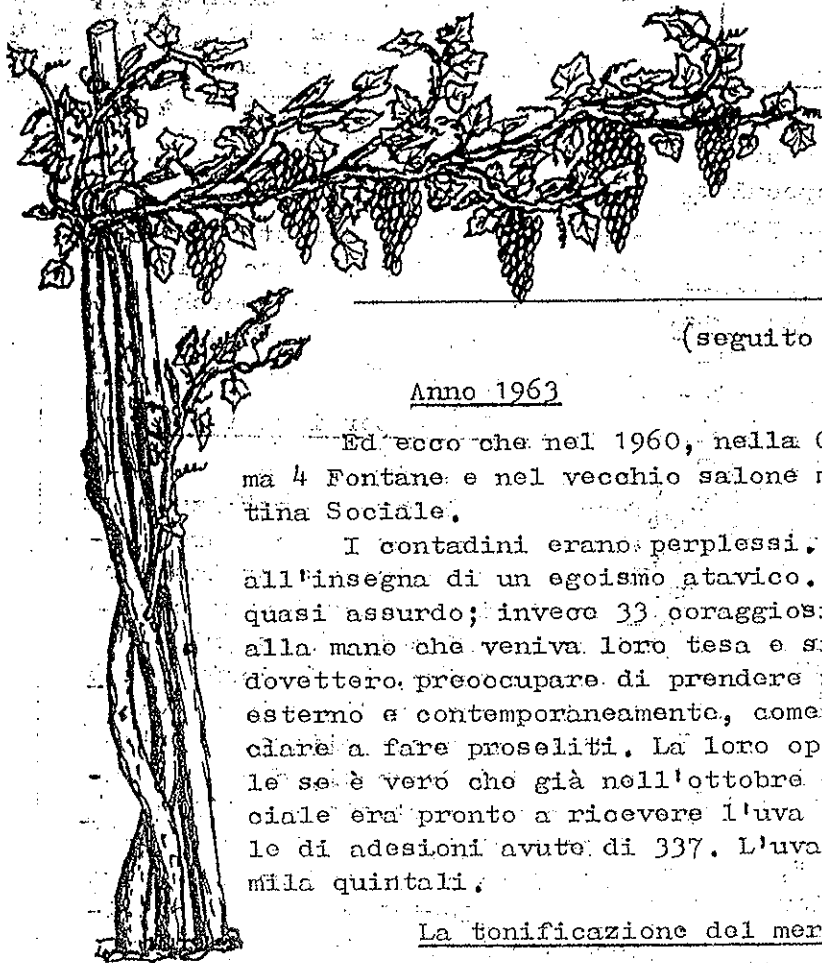 (seguito
Anno 1963
Ed ecco che nel 1960, nella
ma 4 Fontane e nel vecchio salone
tina Sociale.
I contadini erano perplessi.
all'insegna di un egoismo atavico.
quasi assurdo; invece 33 coraggios
alla mano che veniva loro tesa e
dovettero preoccupare di prendere
esterno e contemporaneamente, come
ciare a fare proseliti. La loro op
le se è vero che già nell'ottobre
ciale era pronto a ricevere l'uva
le di adesioni avute di 337. L'uva
mila quintali.
La tonificazione del mer